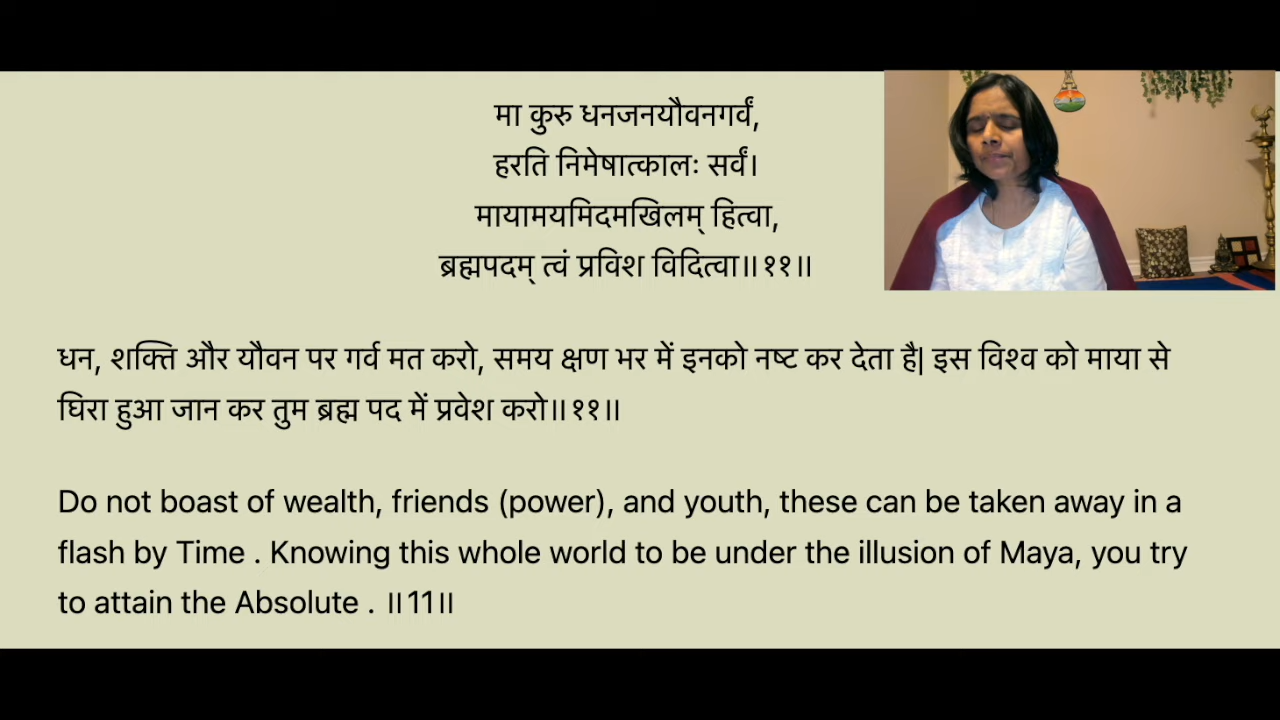 मा कुरु धनजनयौवनगर्वं,
हरति निमेषात्कालः सर्वं।
मायामयमिदमखिलम् हित्वा,
ब्रह्मपदम् त्वं प्रविश विदित्वा॥११॥
धन, शक्ति और यौवन पर गर्व मत करो, समय क्षण भर में इनको नष्ट कर देता है| इस विश्व को माया से
घिरा हुआ जान कर तुम ब्रह्म पद में प्रवेश करो॥११॥
Do not boast of wealth, friends (power), and youth, these can be taken away in a
flash by Time . Knowing this whole world to be under the illusion of Maya, you try
to attain the Absolute . ॥11॥